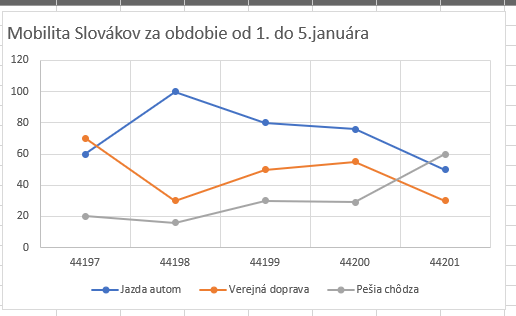 Mobilita Slovákov za obdobie od 1. do 5.januára
120
100
80
60
40
20
0
44197 44198 44199 44200 44201
Jazda autom Verejná doprava Pešia chôdza